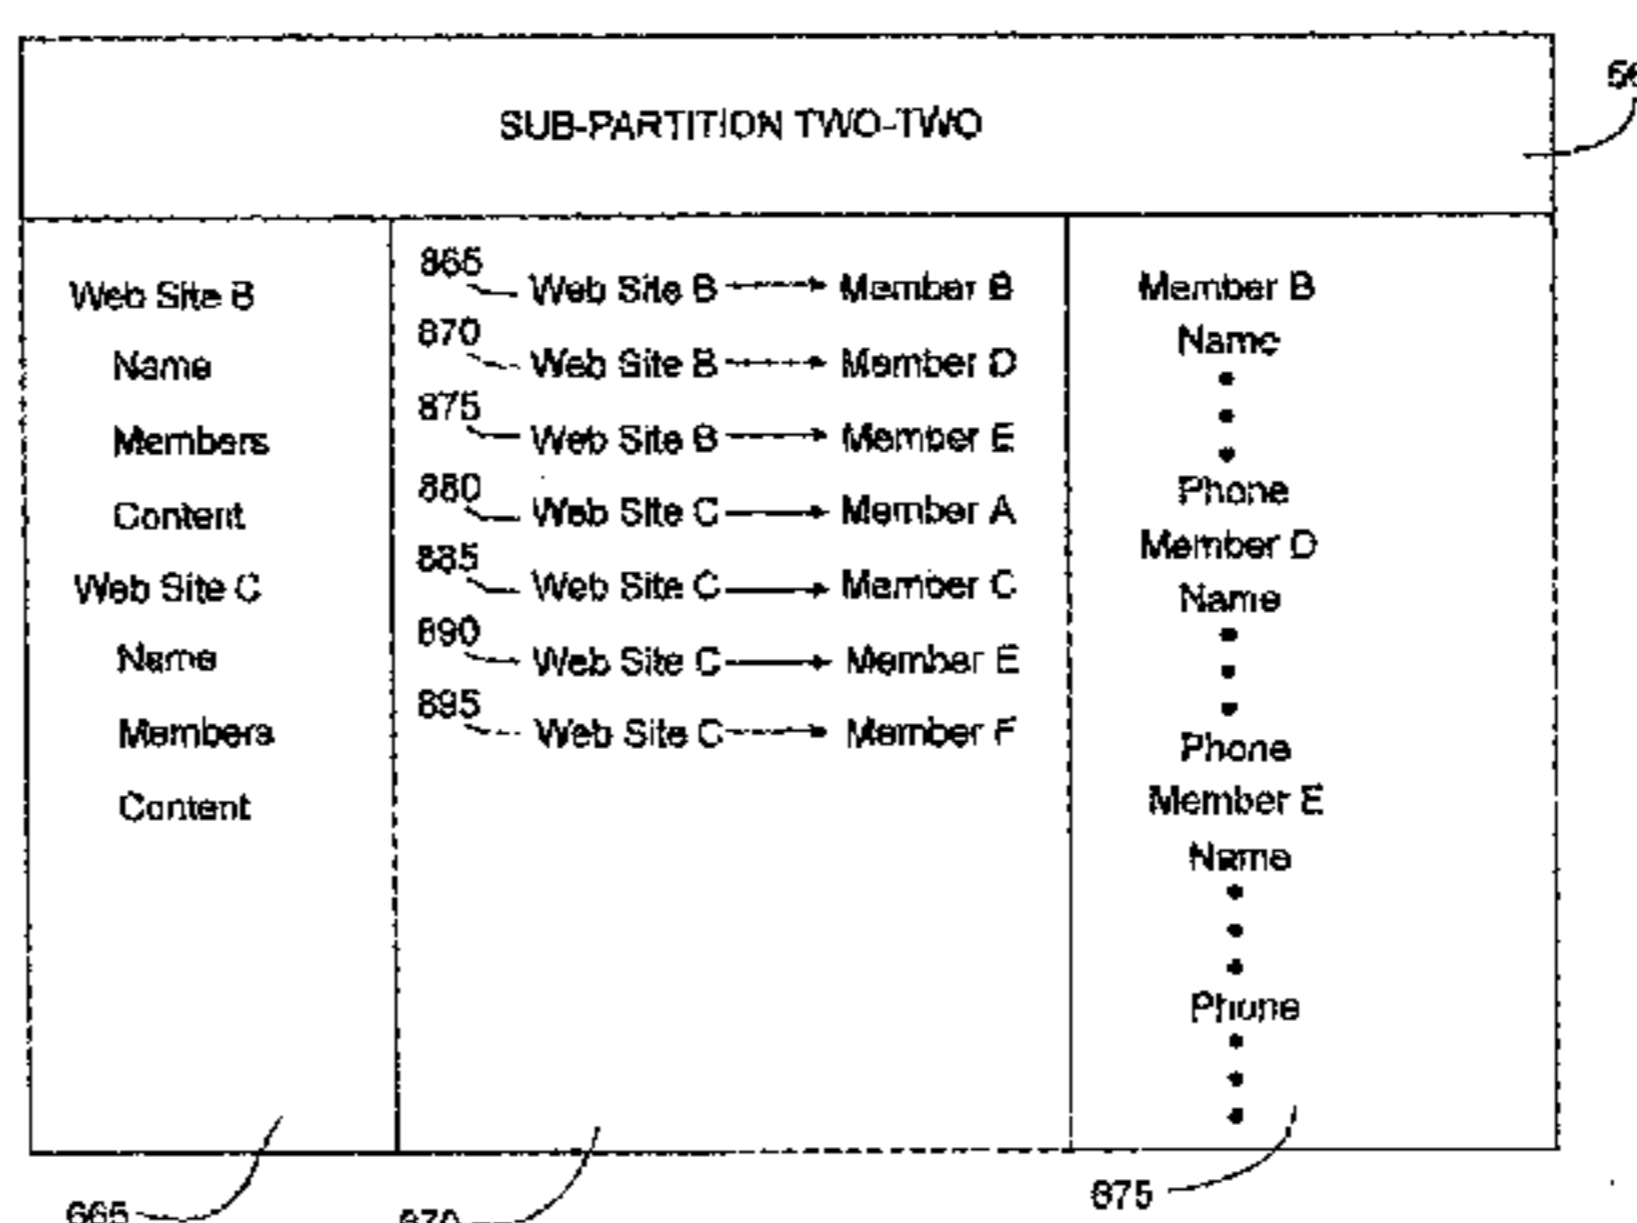 SUB-PARTITION TWO-TWO
Web Site B
Name
Members
Content
Web Site C
Name
Members
Content
865 Web Site B Member B
870 Web Site B Member D
875 Web Site B Member E
880 Web Site C Member A
885 Web Site C Member C
890 Web Site C Member E
895 Web Site C Member F
Member B
Name
Phone
Member D
Name
Phone
Member E
Name
Phone
665